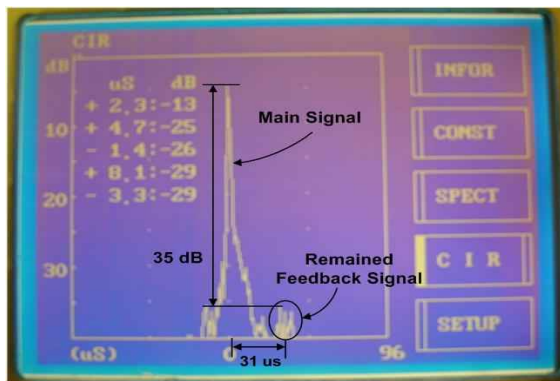 CIR
dB
uS dB
+ 2.3:-13
+ 4.7:-25
- 1.4:-26
+ 8.1:-29
- 3.3:-29
10
20
30
(uS)
0
96
Main Signal
35 dB
Remained
Feedback Signal
31 us
INFOR
CONST
SPECT
C I R
SETUP